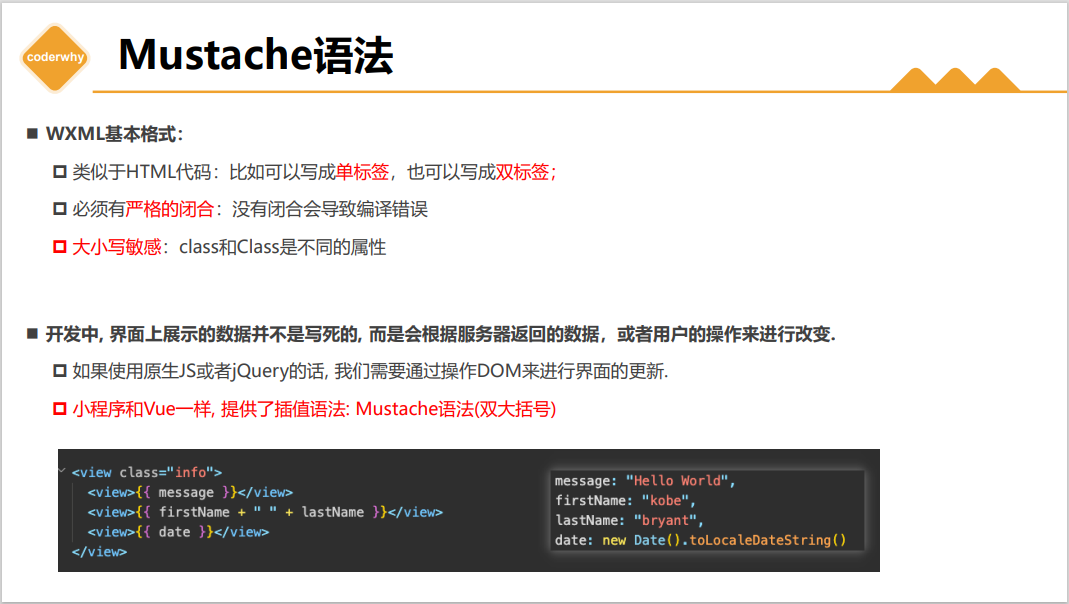 coderwhy
Mustache语法
WXML基本格式：
类似于HTML代码：比如可以写成单标签，也可以写成双标签；
必须有严格的闭合：没有闭合会导致编译错误
大小写敏感：class和Class是不同的属性
开发中, 界面上展示的数据并不是写死的, 而是会根据服务器返回的数据，或者用户的操作来进行改变.
如果使用原生JS或者jQuery的话, 我们需要通过操作DOM来进行界面的更新.
小程序和Vue一样, 提供了插值语法: Mustache语法(双大括号)
<view class="info">
<view>{{ message }}</view>
<view>{{ firstName + " " + lastName }}</view>
<view>{{ date }}</view>
</view>
message: "Hello World",
firstName: "kobe",
lastName: "bryant",
date: new Date().toLocaleDateString()